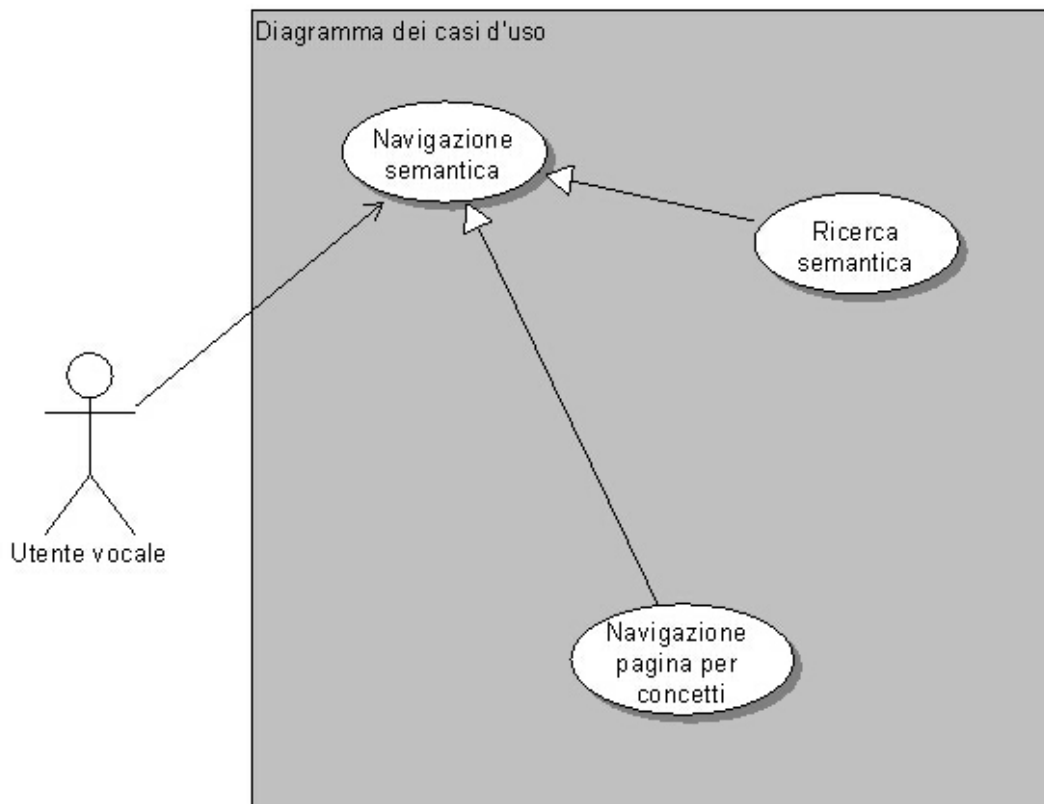 Diagramma dei casi d'uso
Navigazione
semantica
Ricerca
semantica
Utente vocale
Navigazione
pagina per
concetti